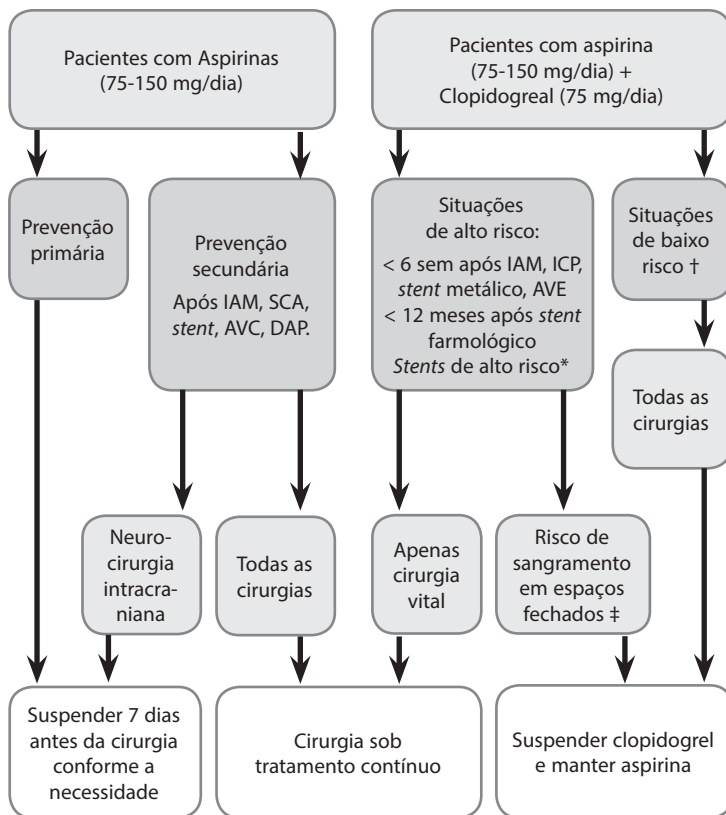 Pacientes com Aspirinas
(75-150 mg/dia)
Pacientes com aspirina
(75-150 mg/dia) +
Clopidogreal (75 mg/dia)
Prevenção
primária
Prevenção
secundária
Após IAM, SCA,
stent, AVC, DAP.
Situações
de alto risco:
< 6 sem após IAM, ICP,
stent metálico, AVE
< 12 meses após stent
farmológico
Stents de alto risco*
Situações
de baixo
risco †
Todas as
cirurgias
Neuro-
cirurgia
intracra-
niana
Todas as
cirurgias
Apenas
cirurgia
vital
Risco de
sangramento
em espaços
fechados ‡
Suspender 7 dias
antes da cirurgia
conforme a
necessidade
Cirurgia sob
tratamento contínuo
Suspender clopidogrel
e manter aspirina